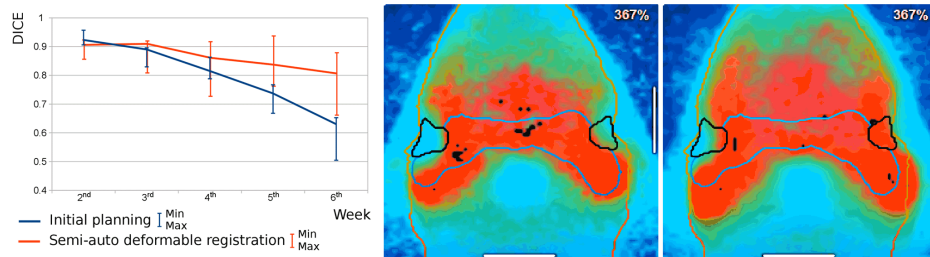 DICE
1
0.9
0.8
0.7
0.6
0.5
0.4
2nd 3rd 4th 5th 6th
Week
Initial planning Min Max
Semi-auto deformable registration Min Max
367%
367%